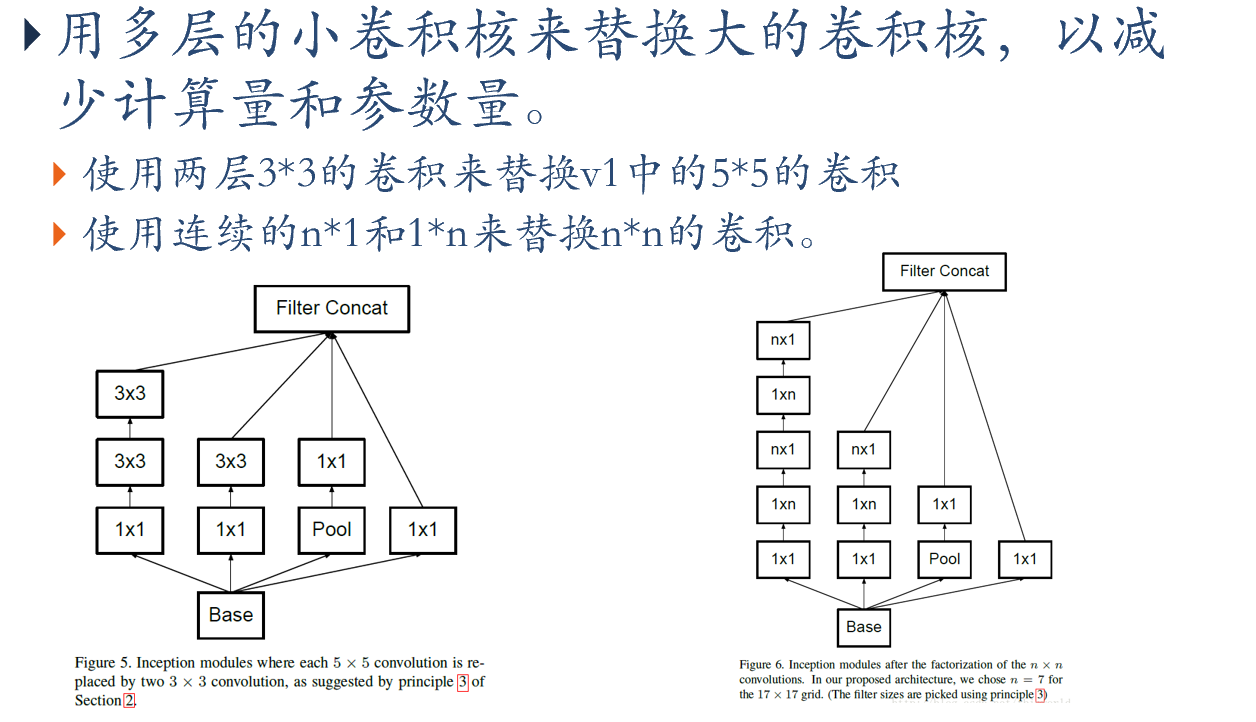 用多层的小卷积核来替换大的卷积核，以减
少计算量和参数量。
使用两层3*3的卷积来替换v1中的5*5的卷积
使用连续的n*1和1*n来替换n*n的卷积。
Filter Concat
3x3
3x3
3x3
1x1
1x1
1x1
Pool
1x1
Base
Figure 5. Inception modules where each 5 × 5 convolution is re-
placed by two 3 × 3 convolution, as suggested by principle 3 of
Section 2.
Filter Concat
nx1
1xn
nx1
nx1
1xn
1xn
1x1
1x1
1x1
Pool
1x1
Base
Figure 6. Inception modules after the factorization of the n × n
convolutions. In our proposed architecture, we chose n = 7 for
the 17 × 17 grid. (The filter sizes are picked using principle 3)